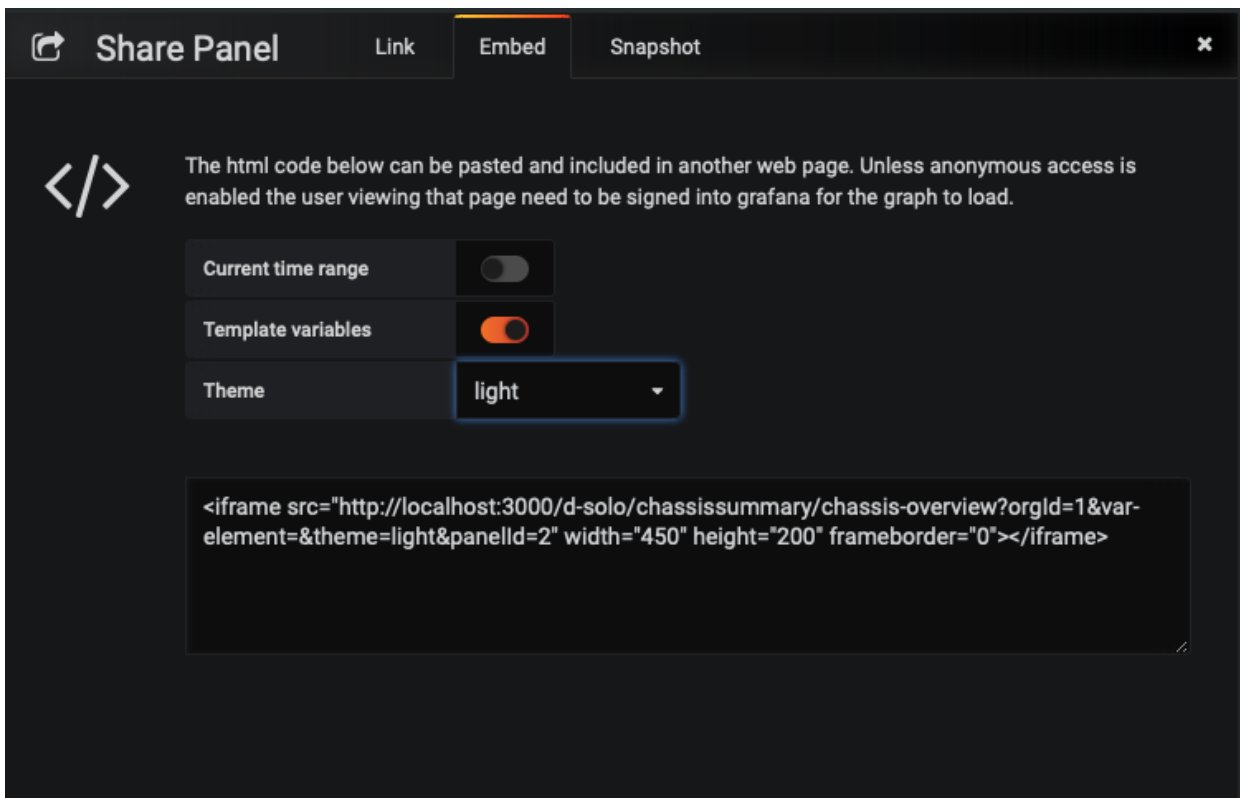 Share Panel Link Embed Snapshot
The html code below can be pasted and included in another web page. Unless anonymous access is
enabled the user viewing that page need to be signed into grafana for the graph to load.
Current time range
Template variables
Theme light
<iframe src="http://localhost:3000/d-solo/chassissummary/chassis-overview?orgId=1&var-
element=&theme=light&panelId=2" width="450" height="200" frameborder="0"></iframe>